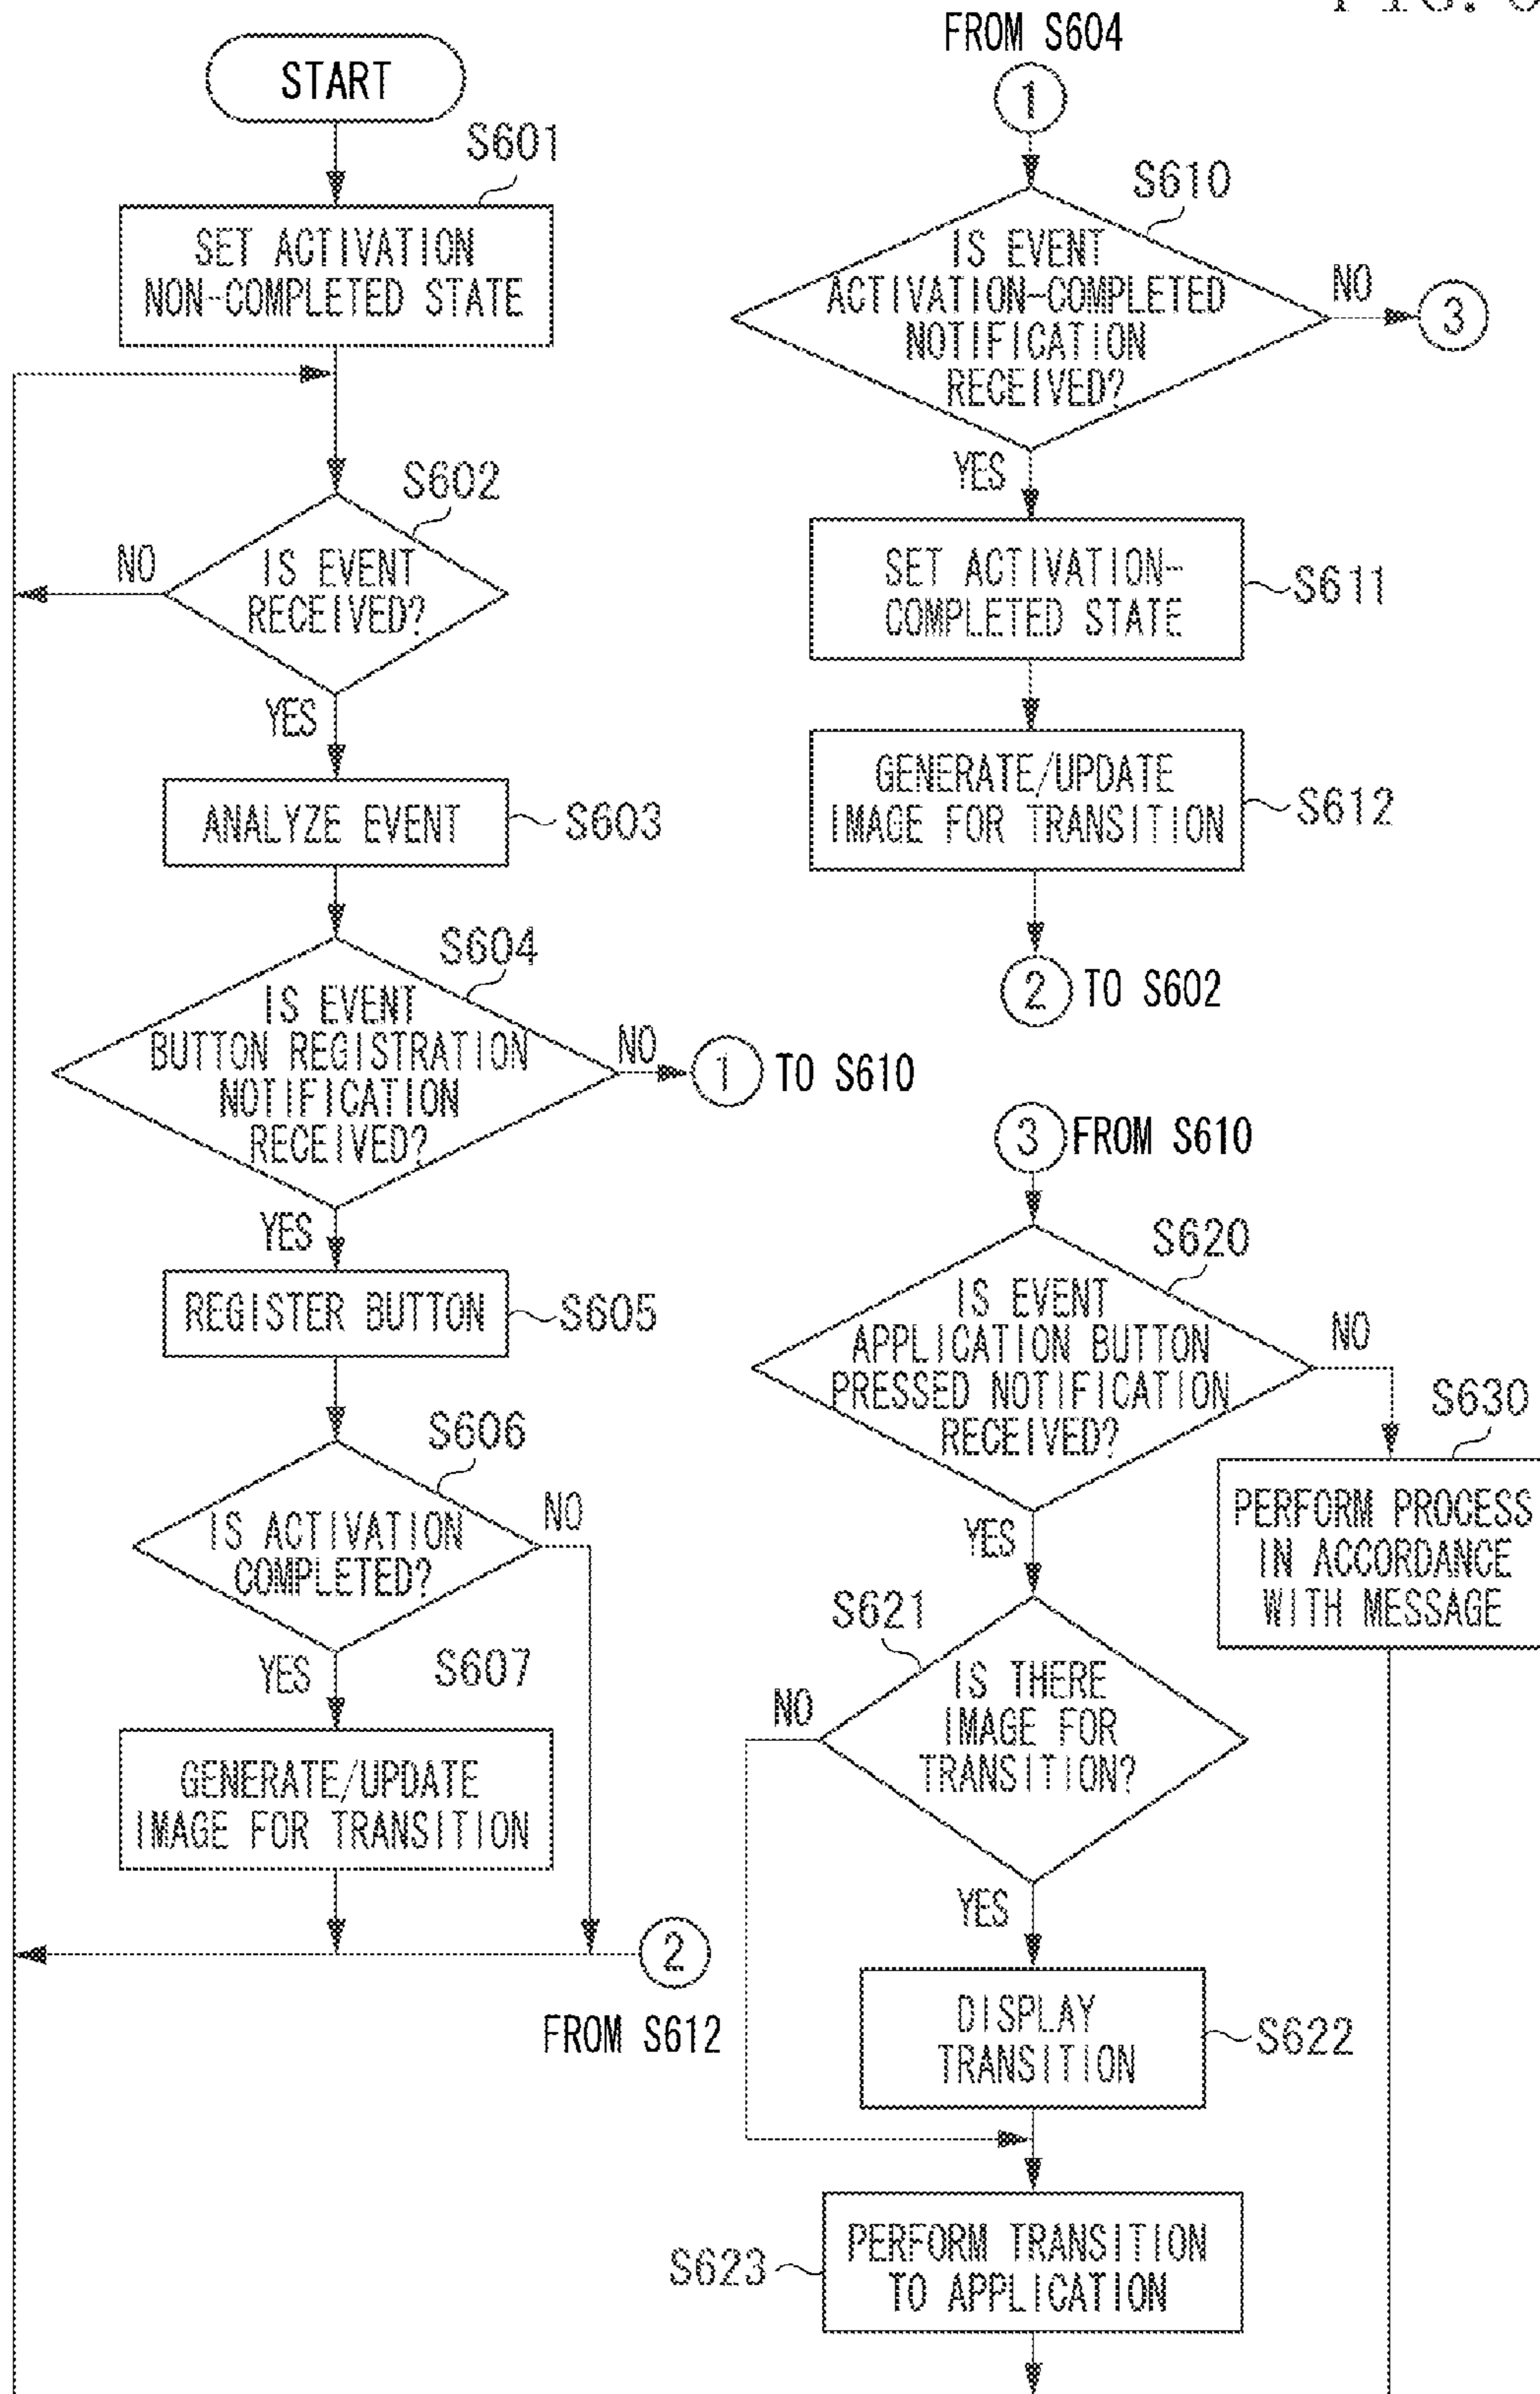 START
S601
SET ACTIVATION
NON-COMPLETED STATE
S602
IS EVENT
RECEIVED?
NO
YES
ANALYZE EVENT
S603
S604
IS EVENT
BUTTON REGISTRATION
NOTIFICATION
RECEIVED?
NO
1 TO S610
YES
REGISTER BUTTON
S605
S606
IS ACTIVATION
COMPLETED?
NO
YES
S607
GENERATE/UPDATE
IMAGE FOR TRANSITION
2
FROM S612
FROM S604
1
S610
IS EVENT
ACTIVATION-COMPLETED
NOTIFICATION
RECEIVED?
NO
3
YES
SET ACTIVATION-
COMPLETED STATE
S611
GENERATE/UPDATE
IMAGE FOR TRANSITION
S612
2 TO S602
3 FROM S610
S620
IS EVENT
APPLICATION BUTTON
PRESSED NOTIFICATION
RECEIVED?
NO
S630
PERFORM PROCESS
IN ACCORDANCE
WITH MESSAGE
YES
S621
IS THERE
IMAGE FOR
TRANSITION?
NO
YES
DISPLAY
TRANSITION
S622
S623
PERFORM TRANSITION
TO APPLICATION